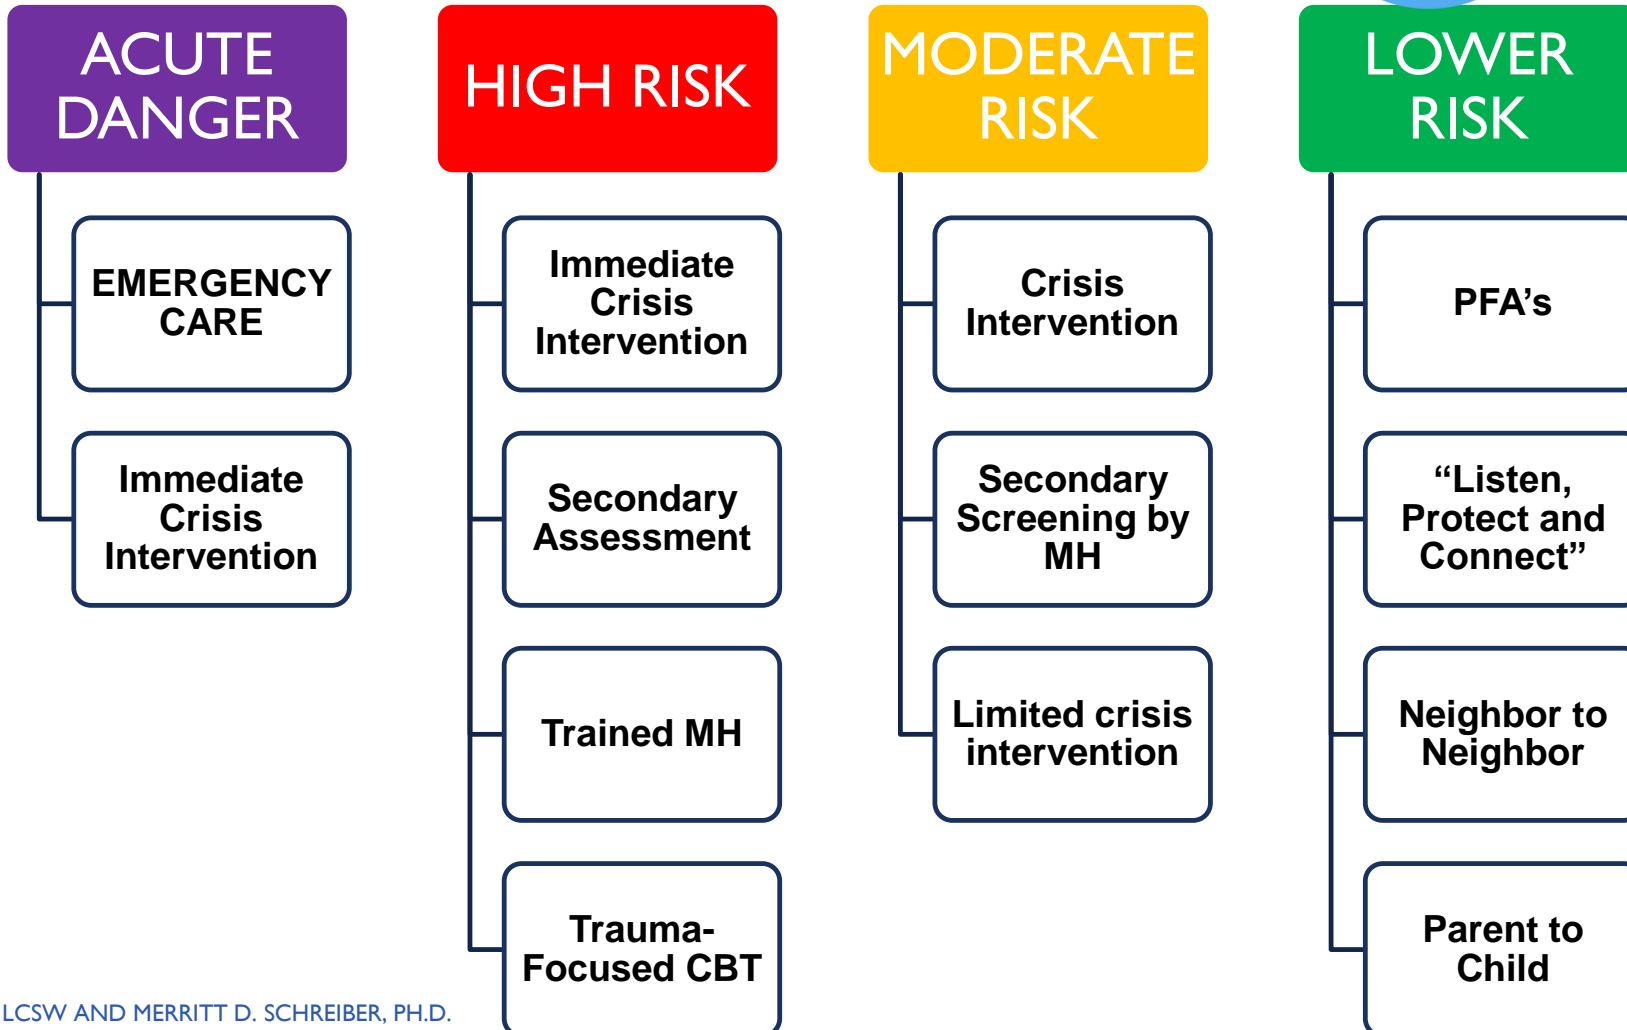 ACUTE
DANGER
EMERGENCY
CARE
Immediate
Crisis
Intervention
HIGH RISK
Immediate
Crisis
Intervention
Secondary
Assessment
Trained MH
Trauma-
Focused CBT
MODERATE
RISK
Crisis
Intervention
Secondary
Screening by
MH
Limited crisis
intervention
LOWER
RISK
PFA’s
“Listen,
Protect and
Connect”
Neighbor to
Neighbor
Parent to
Child
LCSW AND MERRITT D. SCHREIBER, PH.D.